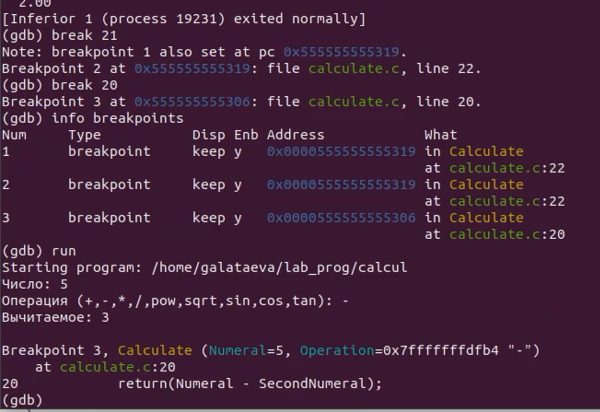 2.00
[Inferior 1 (process 19231) exited normally]
(gdb) break 21
Note: breakpoint 1 also set at pc 0x555555555319.
Breakpoint 2 at 0x555555555319: file calculate.c, line 22.
(gdb) break 20
Breakpoint 3 at 0x555555555306: file calculate.c, line 20.
(gdb) info breakpoints
Num     Type           Disp Enb Address            What
1       breakpoint     keep y   0x0000555555555319 in Calculate
                                                   at calculate.c:22
2       breakpoint     keep y   0x0000555555555319 in Calculate
                                                   at calculate.c:22
3       breakpoint     keep y   0x0000555555555306 in Calculate
                                                   at calculate.c:20
(gdb) run
Starting program: /home/galataeva/lab_prog/calcul
Число: 5
Операция (+,-,*,/,pow,sqrt,sin,cos,tan): -
Вычитаемое: 3

Breakpoint 3, Calculate (Numeral=5, Operation=0x7fffffffdfb4 "-")
    at calculate.c:20
20          return(Numeral - SecondNumeral);
(gdb)